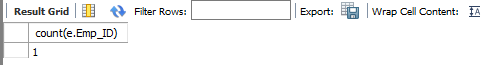 Result Grid Filter Rows: Export: Wrap Cell Content:
count(e.Emp_ID)
1